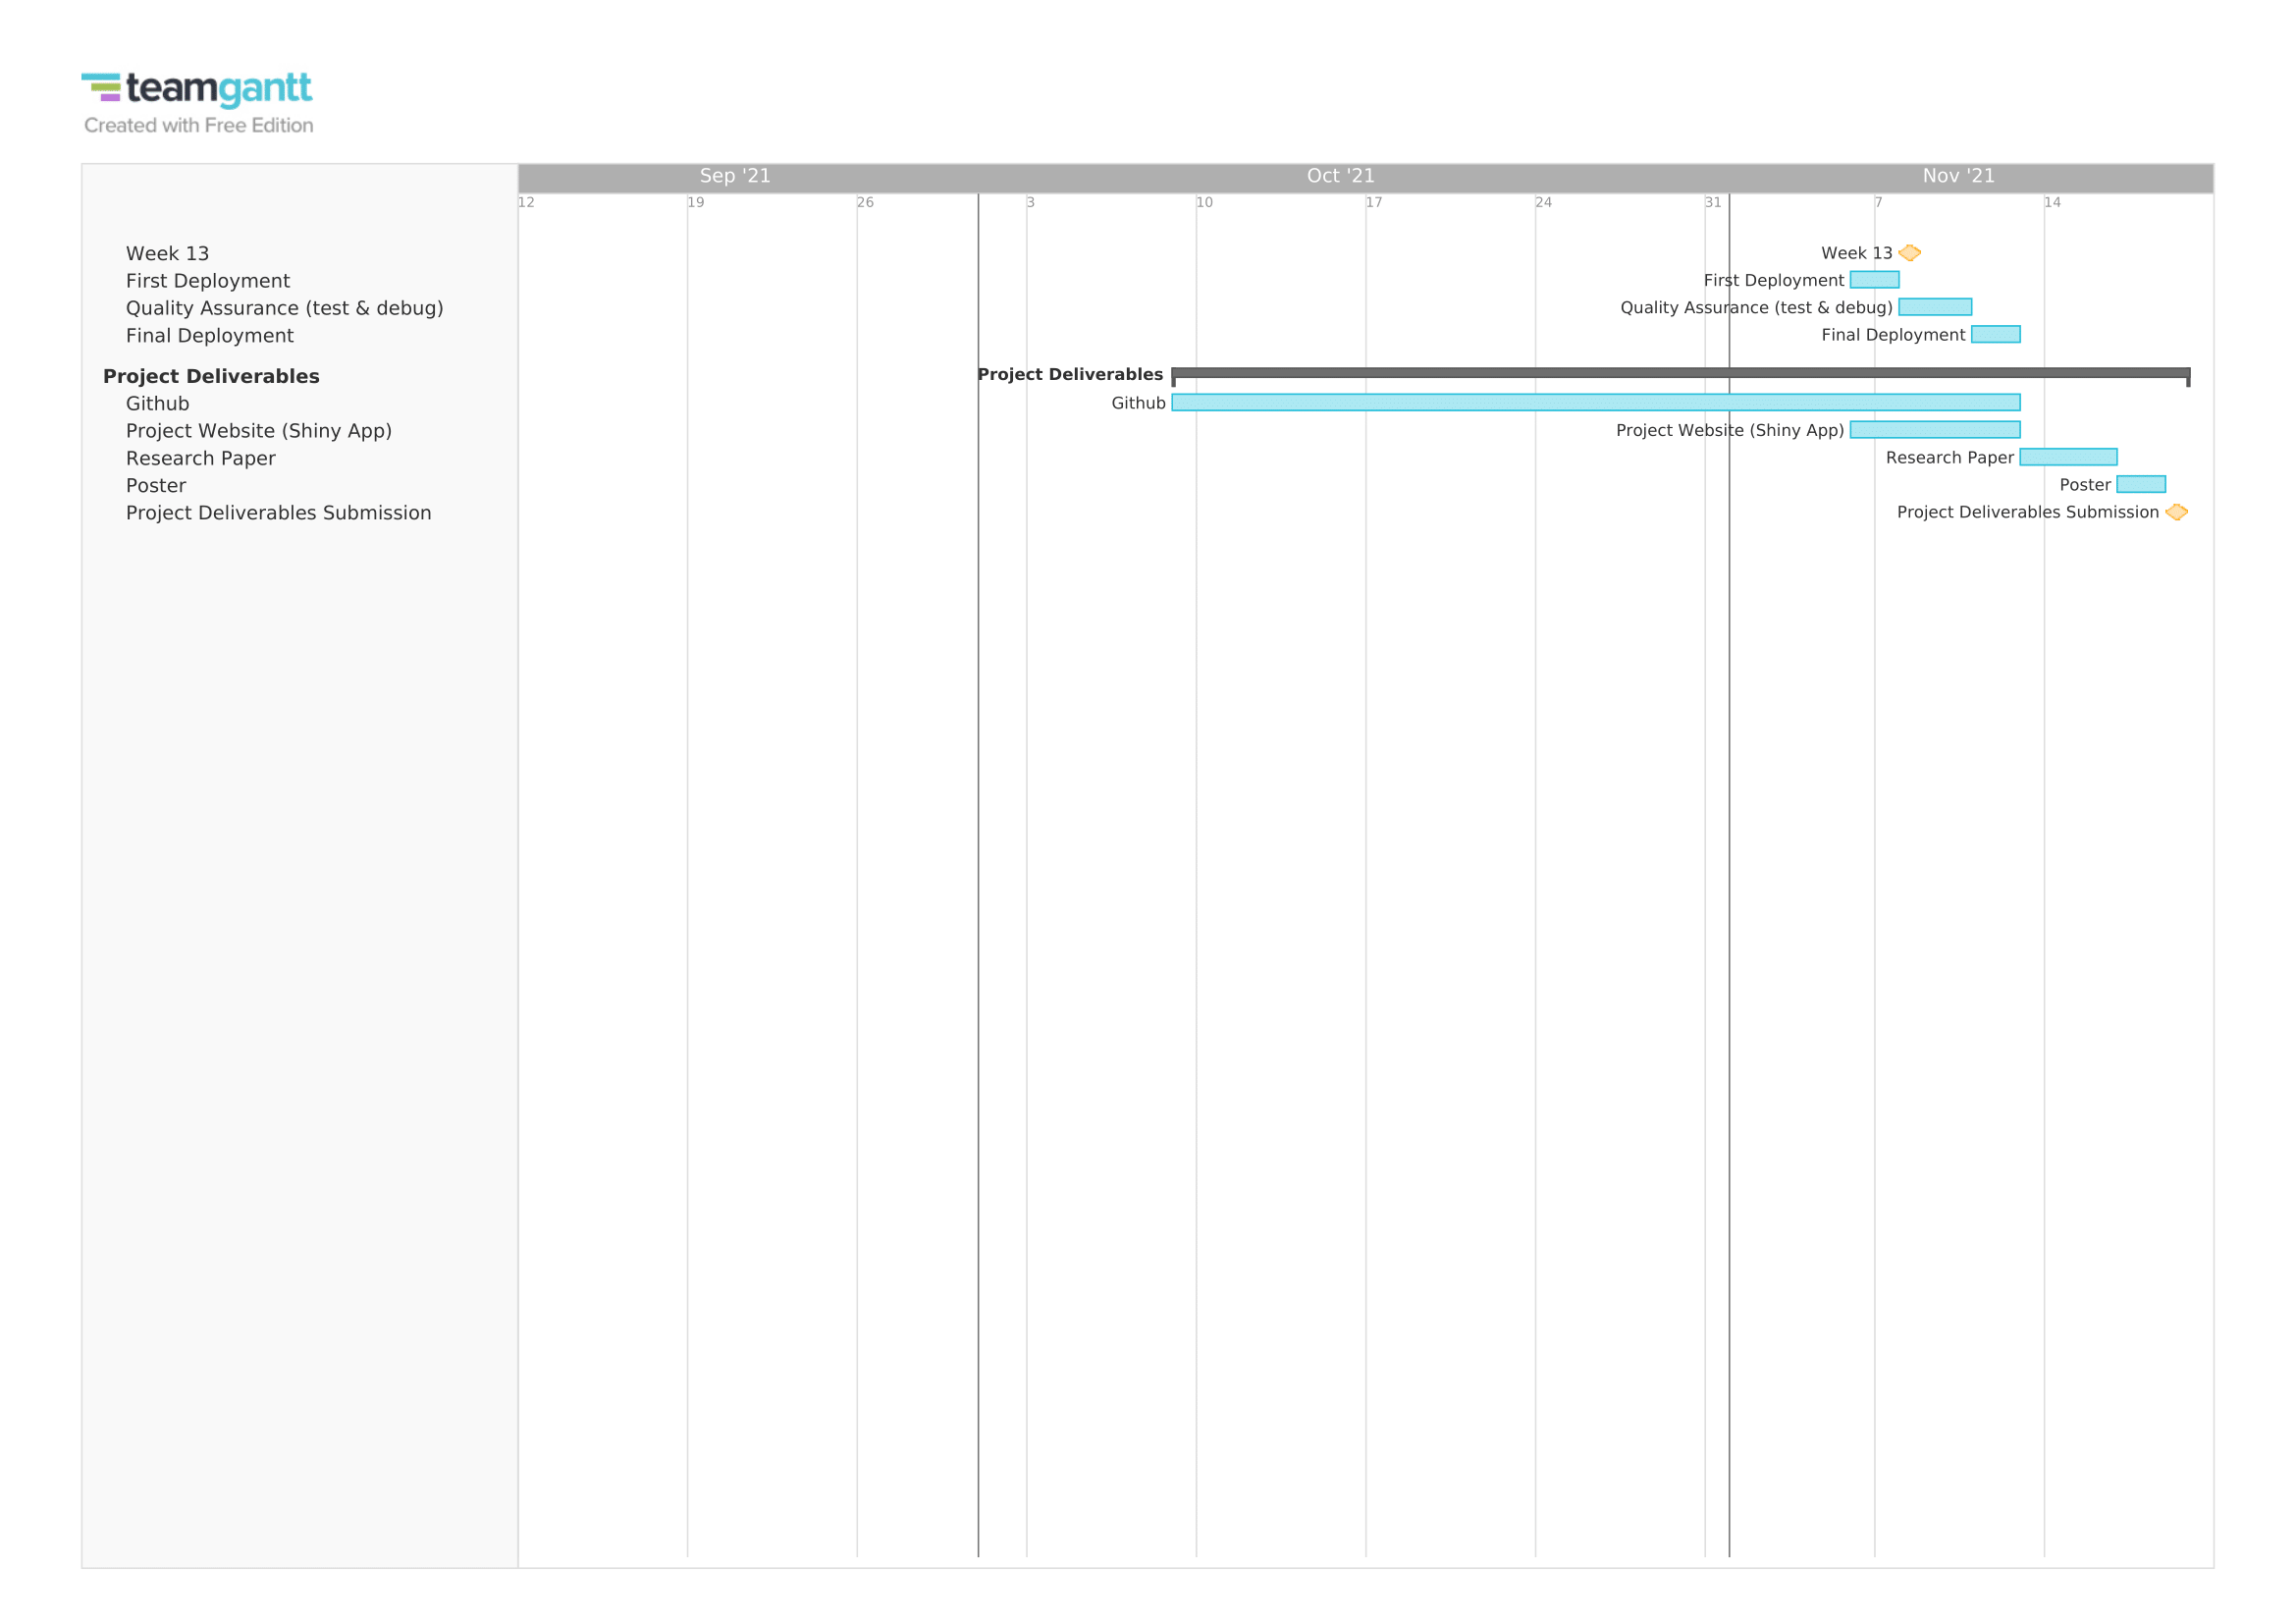 teamgantt
Created with Free Edition
Sep '21 Oct '21 Nov '21
12 19 26 3 10 17 24 31 7 14
Week 13 Week 13
First Deployment First Deployment
Quality Assurance (test & debug) Quality Assurance (test & debug)
Final Deployment Final Deployment
Project Deliverables Project Deliverables
Github Github
Project Website (Shiny App) Project Website (Shiny App)
Research Paper Research Paper
Poster Poster
Project Deliverables Submission Project Deliverables Submission